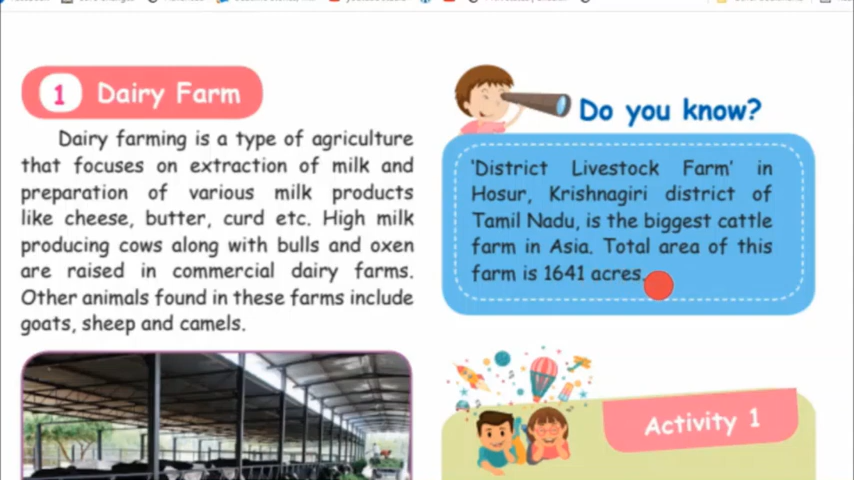 1 Dairy Farm
Dairy farming is a type of agriculture
that focuses on extraction of milk and
preparation of various milk products
like cheese, butter, curd etc. High milk
producing cows along with bulls and oxen
are raised in commercial dairy farms.
Other animals found in these farms include
goats, sheep and camels.
Do you know?
‘District Livestock Farm’ in
Hosur, Krishnagiri district of
Tamil Nadu, is the biggest cattle
farm in Asia. Total area of this
farm is 1641 acres.
Activity 1